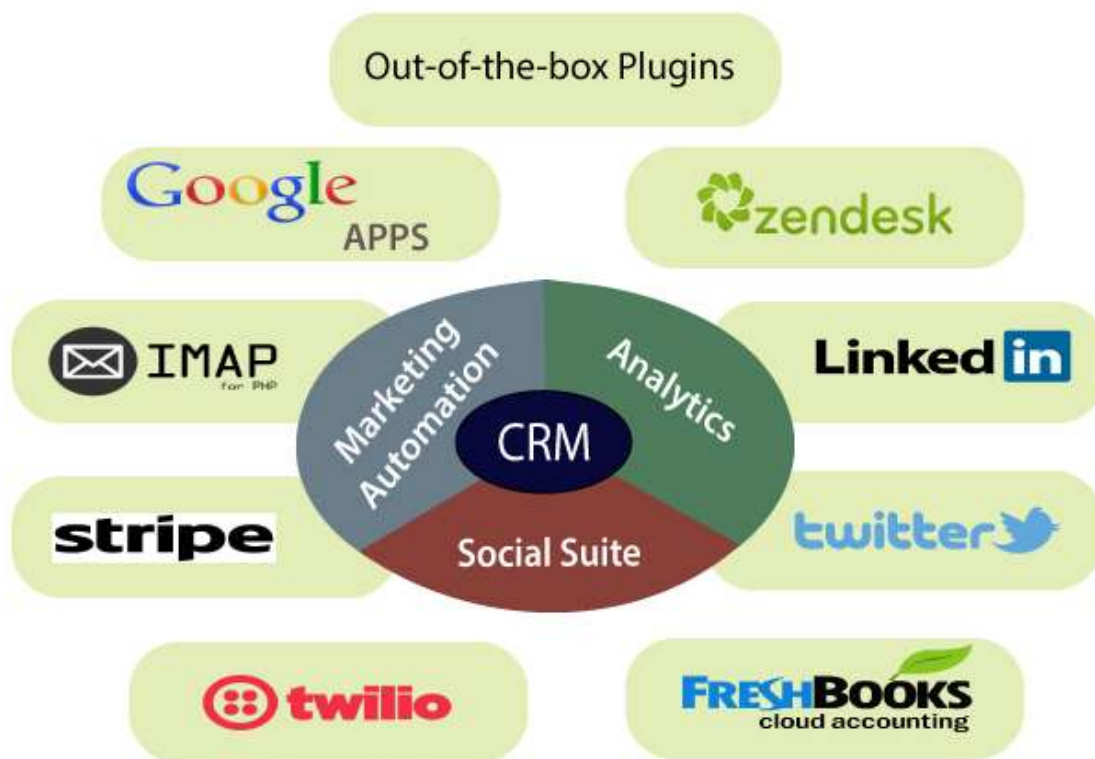 Out-of-the-box Plugins
Google
APPS
zendesk
IMAP
for PHP
Linked in
Marketing
Automation
Analytics
CRM
Social Suite
stripe
twitter
twilio
FRESHBOOKS
cloud accounting